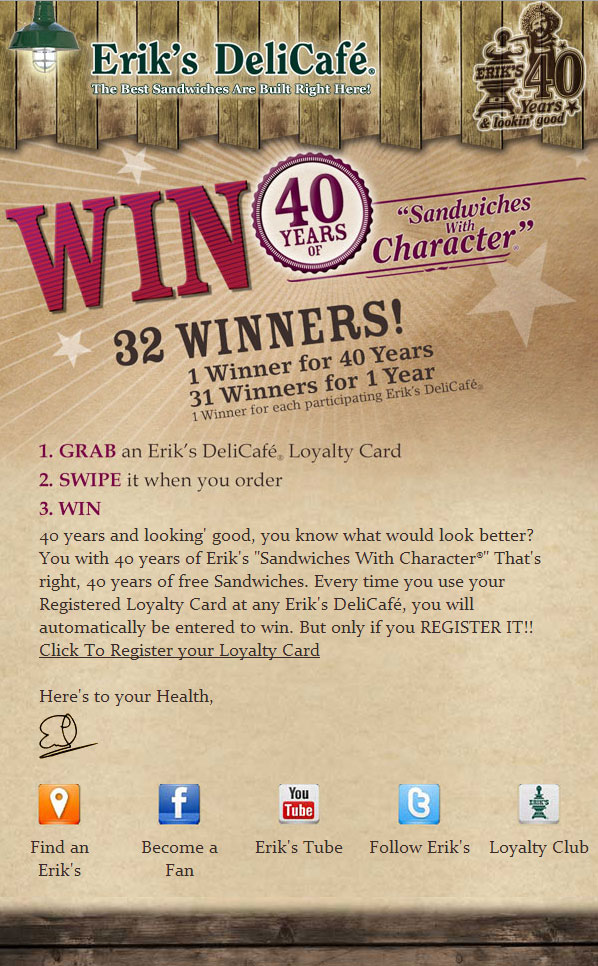 Erik's DeliCafé®
The Best Sandwiches Are Built Right Here!
ERIK'S
40
Years
& lookin' good
WIN
40
YEARS
OF
"Sandwiches
With
Character"®
32 WINNERS!
1 Winner for 40 Years
31 Winners for 1 Year
1 Winner for each participating Erik's DeliCafé®
1. GRAB an Erik's DeliCafé® Loyalty Card
2. SWIPE it when you order
3. WIN
40 years and looking' good, you know what would look better?
You with 40 years of Erik's "Sandwiches With Character®" That's
right, 40 years of free Sandwiches. Every time you use your
Registered Loyalty Card at any Erik's DeliCafé, you will
automatically be entered to win. But only if you REGISTER IT!!
Click To Register your Loyalty Card
Here's to your Health,
You
Tube
ERIK'S
Find an
Erik's
Become a
Fan
Erik's Tube
Follow Erik's
Loyalty Club